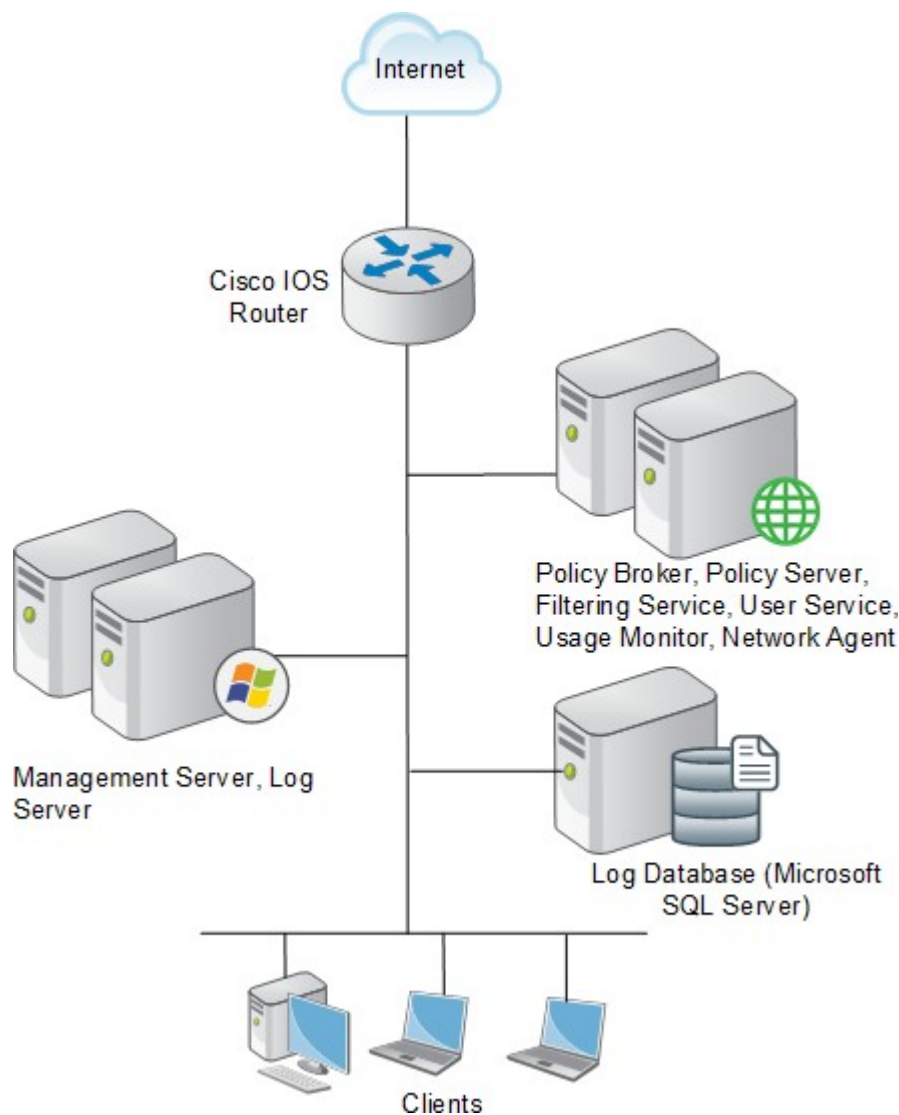 Internet
Cisco IOS
Router
Policy Broker, Policy Server,
Filtering Service, User Service,
Usage Monitor, Network Agent
Management Server, Log
Server
Log Database (Microsoft
SQL Server)
Clients